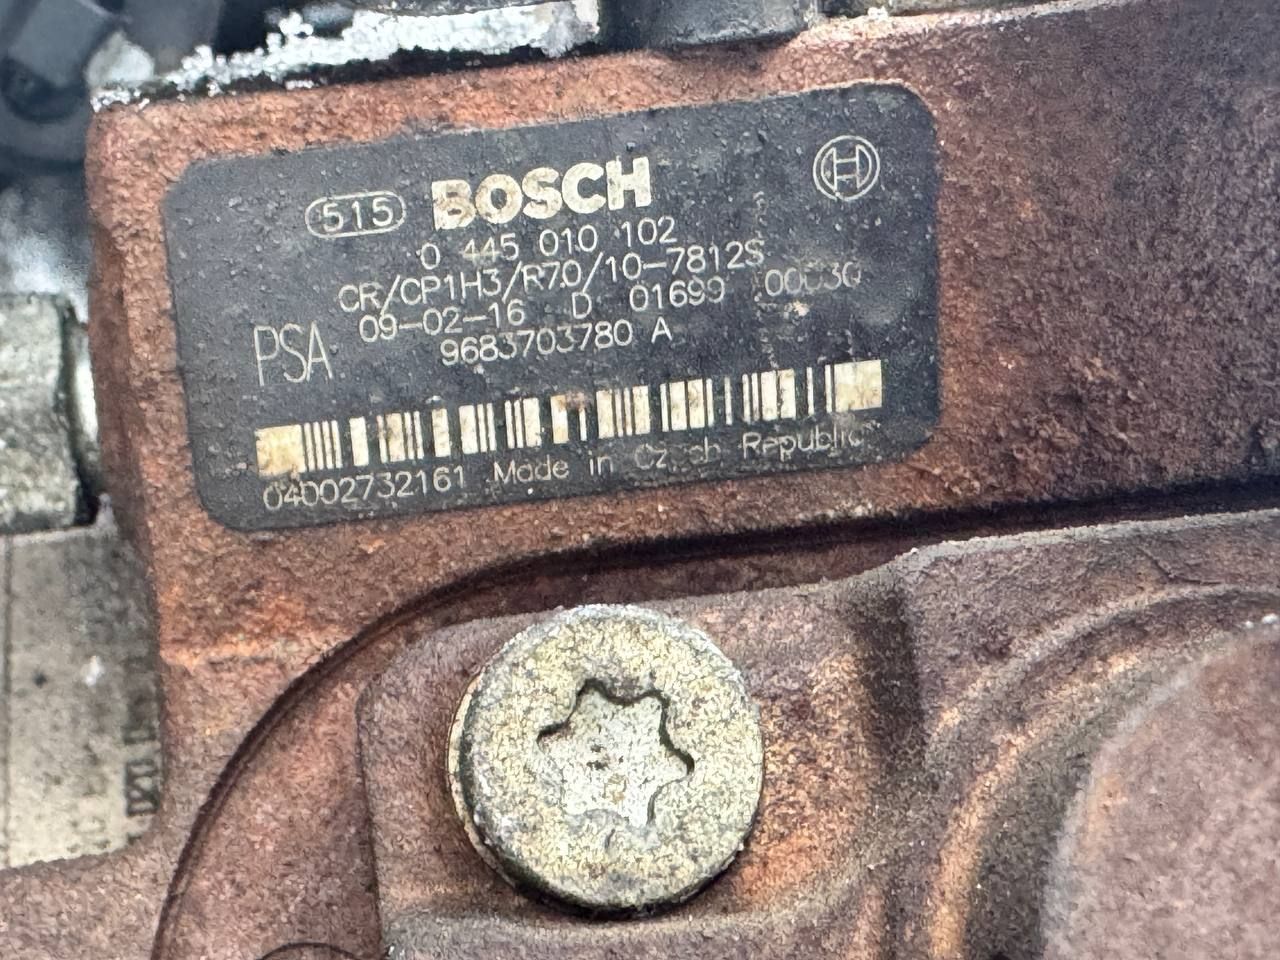 515 BOSCH
0 445 010 102
CR/CP1H3/R70/10-7812S
09-02-16 D 01699
PSA 9683703780 A
04002732161 Made in Czech Republic